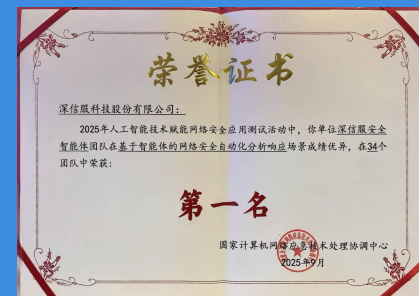 荣誉证书
深信服科技股份有限公司：
2025年人工智能技术赋能网络安全应用测试活动中，你单位深信服安全
智能体团队在基于智能体的网络安全自动化分析响应场景成绩优异，在34个
团队中荣获：
第一名
国家计算机网络应急技术处理协调中心
2025年9月